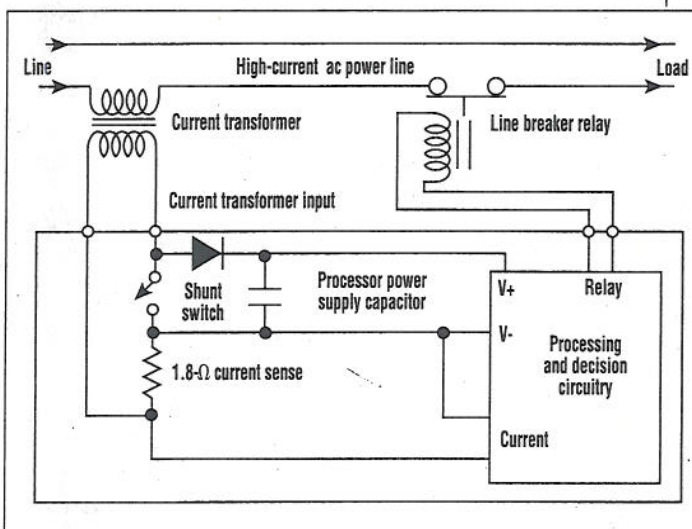 Line
High-current ac power line
Load
Current transformer
Line breaker relay
Current transformer input
Shunt
switch
Processor power
supply capacitor
V+
Relay
V-
Processing
and decision
circuitry
1.8-Ω current sense
Current